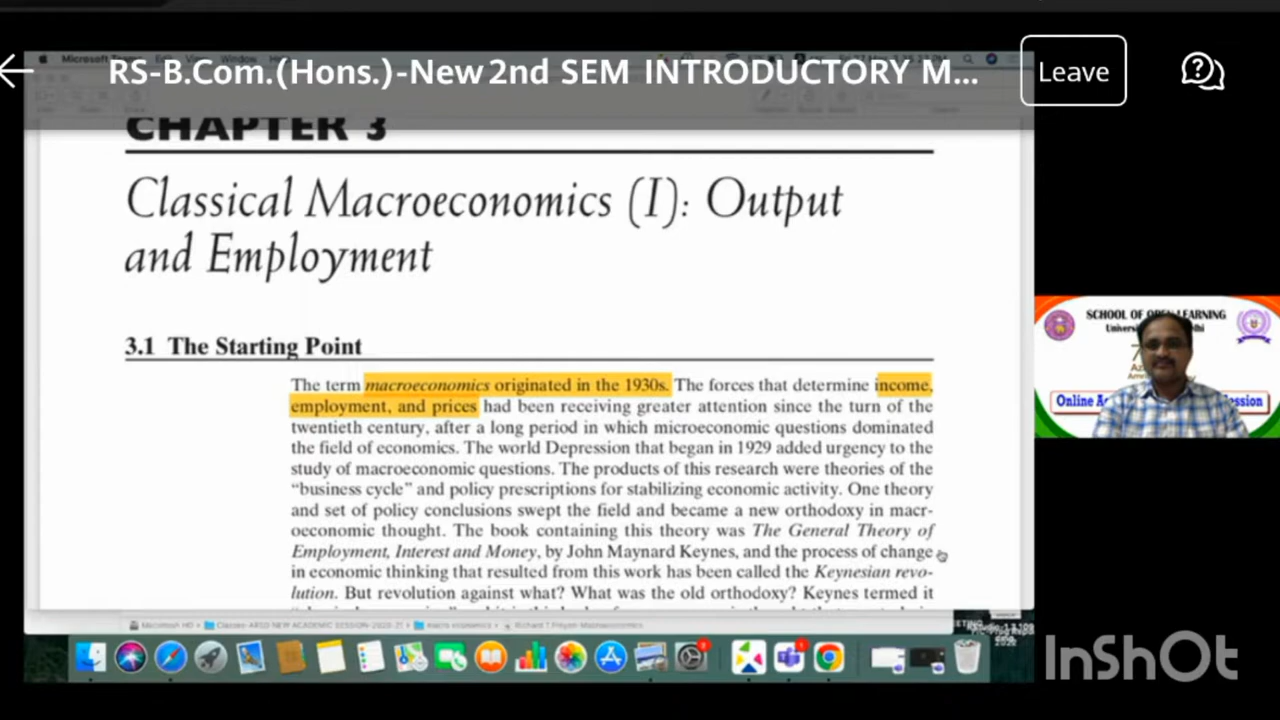 RS-B.Com.(Hons.)-New 2nd SEM INTRODUCTORY M...
Leave
CHAPTER 3
Classical Macroeconomics (I): Output
and Employment
3.1 The Starting Point
The term macroeconomics originated in the 1930s. The forces that determine income,
employment, and prices had been receiving greater attention since the turn of the
twentieth century, after a long period in which microeconomic questions dominated
the field of economics. The world Depression that began in 1929 added urgency to the
study of macroeconomic questions. The products of this research were theories of the
“business cycle” and policy prescriptions for stabilizing economic activity. One theory
and set of policy conclusions swept the field and became a new orthodoxy in macr-
oeconomic thought. The book containing this theory was The General Theory of
Employment, Interest and Money, by John Maynard Keynes, and the process of change
in economic thinking that resulted from this work has been called the Keynesian revo-
lution. But revolution against what? What was the old orthodoxy? Keynes termed it
SCHOOL OF LEARNING
Online
Macintosh HD
macro economics
InShOt